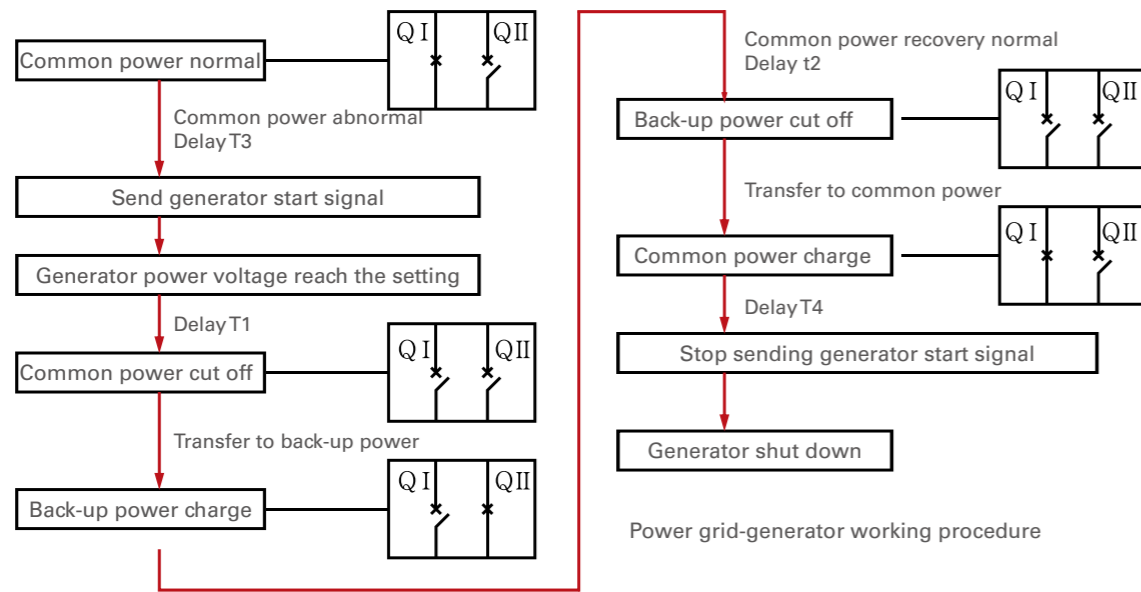 Common power normal
QI QII
Common power abnormal
Delay T3
Send generator start signal
Generator power voltage reach the setting
Delay T1
Common power cut off
QI QII
Transfer to back-up power
Back-up power charge
QI QII
Common power recovery normal
Delay t2
Back-up power cut off
QI QII
Transfer to common power
Common power charge
QI QII
Delay T4
Stop sending generator start signal
Generator shut down
Power grid-generator working procedure